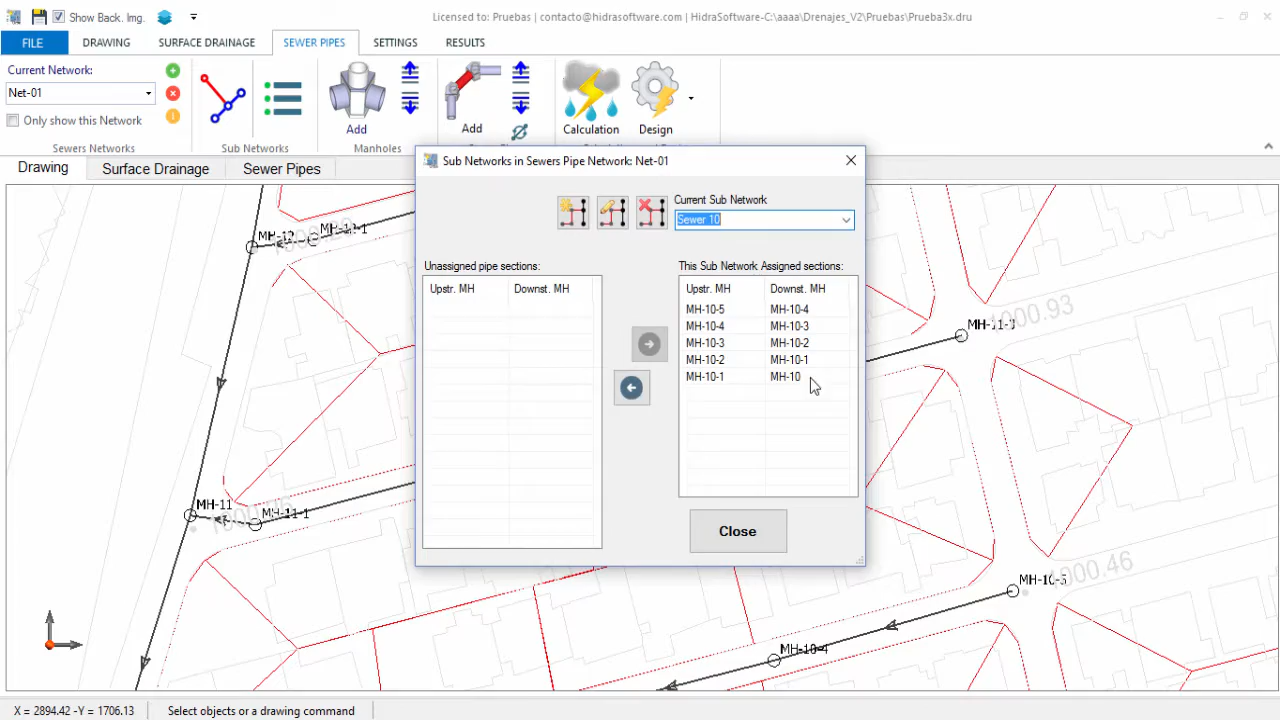 Show Back. Img.
Licensed to: Pruebas | contacto@hidrasoftware.com | HidraSoftware-C:\aaaa\Drenajes_V2\Pruebas\Prueba3x.dru
FILE DRAWING SURFACE DRAINAGE SEWER PIPES SETTINGS RESULTS
Current Network:
Net-01
Only show this Network
Sewers Networks
Sub Networks
Add
Manholes
Add
Calculation
Design
Drawing Surface Drainage Sewer Pipes
Sub Networks in Sewers Pipe Network: Net-01
Current Sub Network
Sewer 10
Unassigned pipe sections:
Upstr. MH Downst. MH
This Sub Network Assigned sections:
Upstr. MH Downst. MH
MH-10-5 MH-10-4
MH-10-4 MH-10-3
MH-10-3 MH-10-2
MH-10-2 MH-10-1
MH-10-1 MH-10
Close
MH-12
MH-12-1
MH-11-3
1000.93
MH-11
MH-11-1
MH-10-5
1000.46
MH-10-4
X = 2894.42 -Y = 1706.13
Select objects or a drawing command